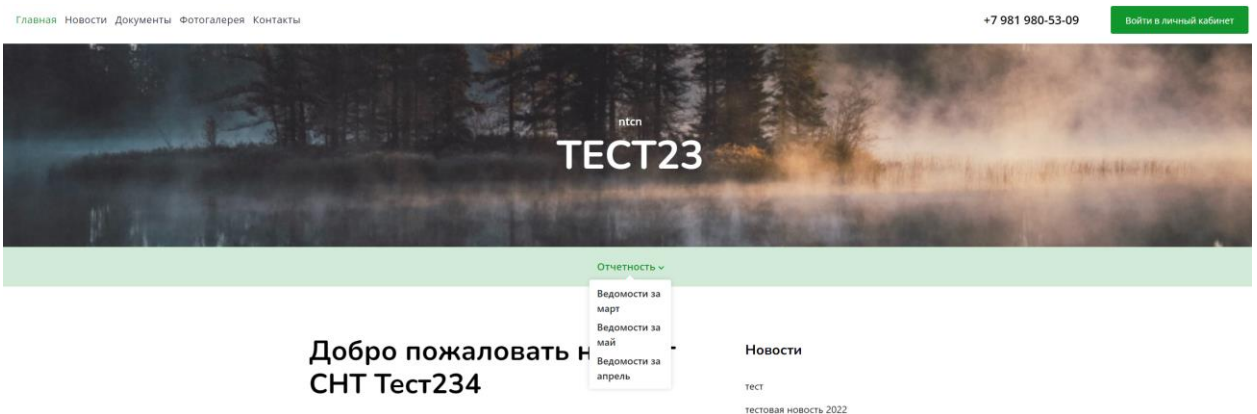 Главная Новости Документы Фотогалерея Контакты
+7 981 980-53-09
Войти в личный кабинет
ntcn
ТЕСТ23
Отчетность
Ведомости за
март
Ведомости за
май
Ведомости за
апрель
Добро пожаловать
СНТ Тест234
Новости
тест
тестовая новость 2022